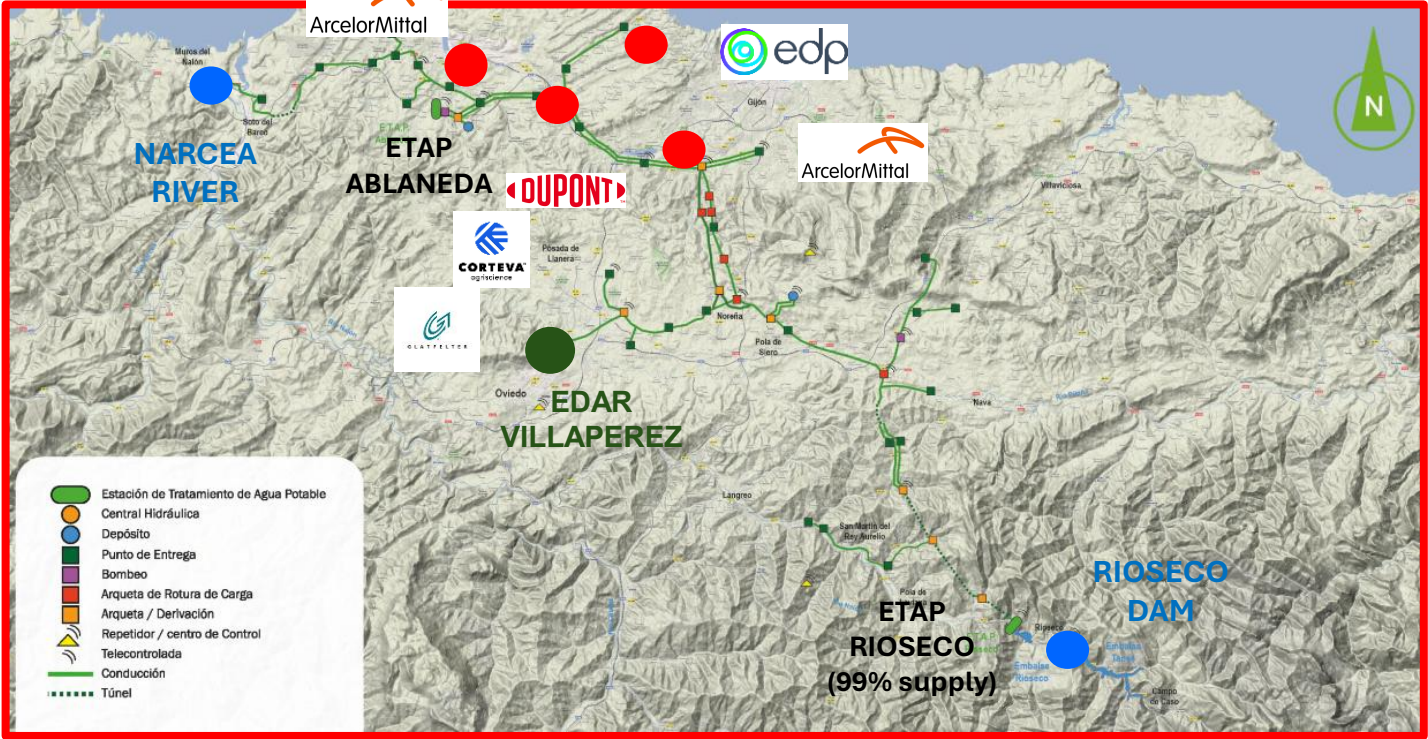 ArcelorMittal
edp
Muros del
Nalón
Gijón
Soto del
Barco
NARCEA
RIVER
ETAP
ABLANEDA
ArcelorMittal
DUPONT
Villaviciosa
CORTEVA
agriscience
Posada de
Llanera
GLATFELTER
Noreña
Pola de
Siero
Oviedo
EDAR
VILLAPEREZ
Nava
Langreo
San Martín del
Rey Aurelio
Estación de Tratamiento de Agua Potable
Central Hidráulica
Depósito
Punto de Entrega
Bombeo
Arqueta de Rotura de Carga
Arqueta / Derivación
Repetidor / centro de Control
Telecontrolada
Conducción
Túnel
RIOSECO
DAM
Pola de
ETAP
RIOSECO
(99% supply)
Rioseco
Embalse
Rioseco
Embalse
Tanes
Campo
de Caso
N